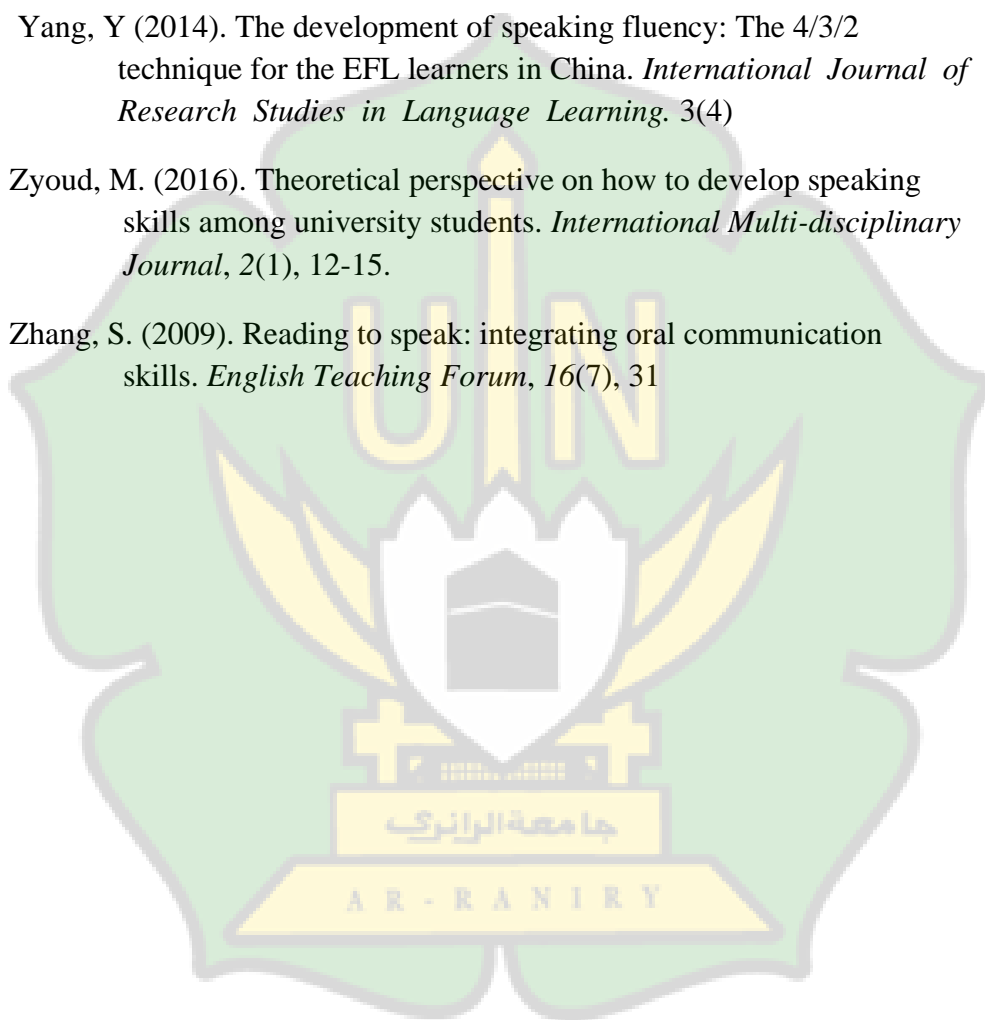 Yang, Y (2014). The development of speaking fluency: The 4/3/2
technique for the EFL learners in China. International Journal of
Research Studies in Language Learning. 3(4)
Zyoud, M. (2016). Theoretical perspective on how to develop speaking
skills among university students. International Multi-disciplinary
Journal, 2(1), 12-15.
Zhang, S. (2009). Reading to speak: integrating oral communication
skills. English Teaching Forum, 16(7), 31
UIN
جامعة الرانري
AR-RANIRY